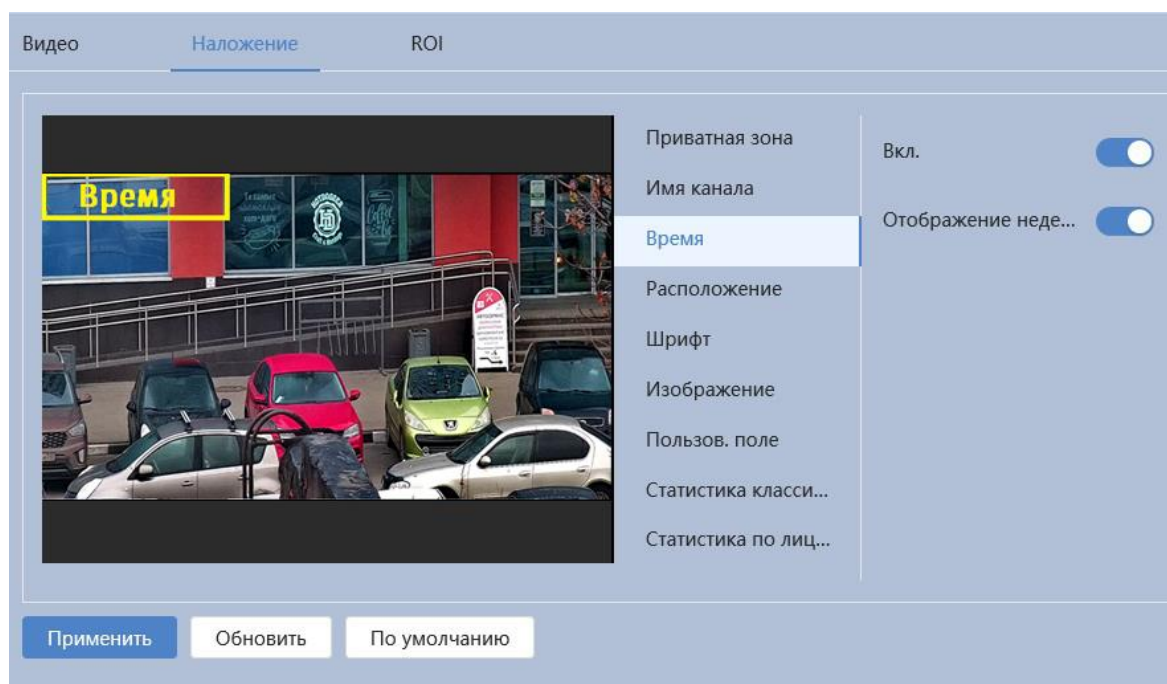 Видео
Наложение
ROI
Время
Приватная зона
Имя канала
Время
Расположение
Шрифт
Изображение
Пользов. поле
Статистика класси...
Статистика по лиц...
Вкл.
Отображение неде...
Применить
Обновить
По умолчанию